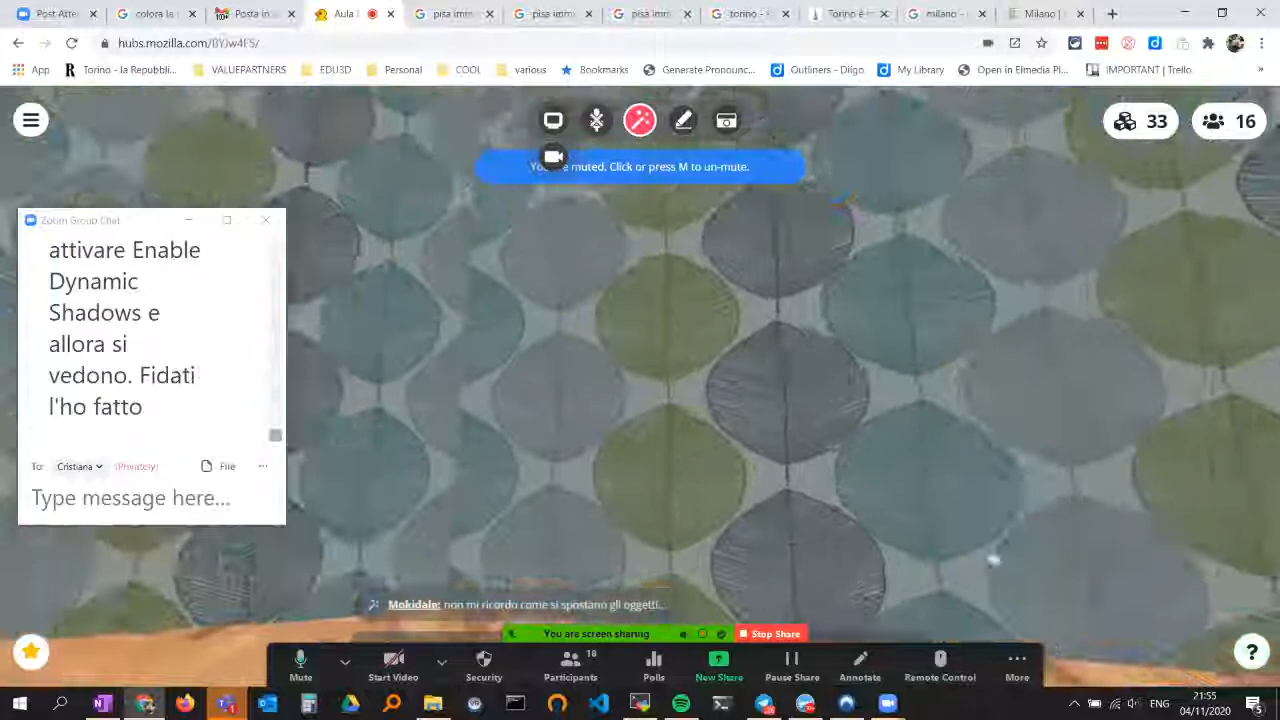 Post Atte
colora la
Posta in
Aula
pisa imm
pisa imm
pisa imm
torino -
Torino è
milano -
Milano |
hubs.mozilla.com/BYJw4FS/
App
Torino - la Repubbli...
VALUEPARTNERS
EDU3D
Personal
COOL
various
Bookmarks
Generate Pronounc...
Outliners - Diigo
My Library
Open in Elmedia Pl...
IMPORTANT | Trello
»
33
16
You are muted. Click or press M to un-mute.
Zoom Group Chat
attivare Enable
Dynamic
Shadows e
allora si
vedono. Fidati
l'ho fatto
To: Cristiana (Privately) File ...
Type message here...
Mokidale: non mi ricordo come si spostano gli oggetti...
You are screen sharing
Stop Share
18
Mute
Start Video
Security
Participants
Polls
New Share
Pause Share
Annotate
Remote Control
More
?
ENG
21:55
04/11/2020
5